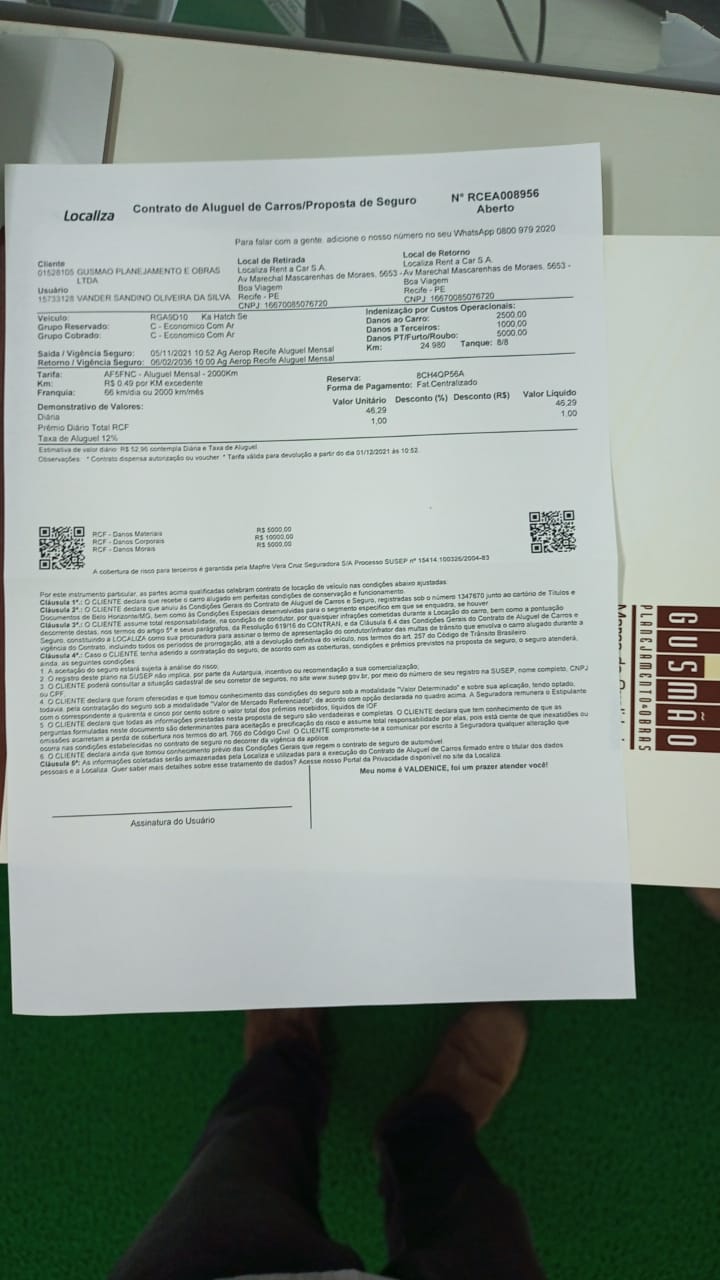 Localiza
Contrato de Aluguel de Carros/Proposta de Seguro
Nº RCEA008956
Aberto
Para falar com a gente, adicione o nosso número no seu WhatsApp 0800 979 2020
Cliente
01528105 GUSMAO PLANEJAMENTO E OBRAS
LTDA
Usuário
15733128 VANDER SANDINO OLIVEIRA DA SILVA
Local de Retirada
Localiza Rent a Car S.A.
Av Marechal Mascarenhas de Moraes, 5653 -
Boa Viagem
Recife - PE
CNPJ: 16670085076720
Local de Retorno
Localiza Rent a Car S.A.
Av Marechal Mascarenhas de Moraes, 5653 -
Boa Viagem
Recife - PE
CNPJ: 16670085076720
Veículo: RGA9D10 Ka Hatch Se
Grupo Reservado: C - Economico Com Ar
Grupo Cobrado: C - Economico Com Ar
Indenização por Custos Operacionais:
Danos ao Carro: 2500.00
Danos a Terceiros: 1000.00
Danos PT/Furto/Roubo: 5000.00
Km: 24.980 Tanque: 8/8
Saída / Vigência Seguro: 05/11/2021 10:52 Ag Aerop Recife Aluguel Mensal
Retorno / Vigência Seguro: 06/02/2036 10:00 Ag Aerop Recife Aluguel Mensal
Tarifa: AF5FNC - Aluguel Mensal - 2000Km
Km: R$ 0.49 por KM excedente
Franquia: 66 km/dia ou 2000 km/mês
Reserva: 8CH4QP56A
Forma de Pagamento: Fat.Centralizado
Demonstrativo de Valores: Valor Unitário Desconto (%) Desconto (R$) Valor Líquido
Diária 46,29 46,29
Prêmio Diário Total RCF 1,00 1,00
Taxa de Aluguel 12%
Estimativa de valor diário: R$ 52,96 contempla Diária e Taxa de Aluguel.
Observações: * Contrato dispensa autorização ou voucher * Tarifa válida para devolução a partir do dia 01/12/2021 às 10:52.
RCF - Danos Materiais R$ 5000,00
RCF - Danos Corporais R$ 10000,00
RCF - Danos Morais R$ 5000,00
A cobertura de risco para terceiros é garantida pela Mapfre Vera Cruz Seguradora S/A Processo SUSEP nº 15414.100326/2004-83
Por este instrumento particular, as partes acima qualificadas celebram contrato de locação de veículo nas condições abaixo ajustadas:
Cláusula 1ª.: O CLIENTE declara que recebe o carro alugado em perfeitas condições de conservação e funcionamento.
Cláusula 2ª.: O CLIENTE declara que anuiu às Condições Gerais do Contrato de Aluguel de Carros e Seguro, registradas sob o número 1347670 junto ao cartório de Títulos e
Documentos de Belo Horizonte/MG, bem como às Condições Especiais desenvolvidas para o segmento específico em que se enquadra, se houver.
Cláusula 3ª.: O CLIENTE assume total responsabilidade, na condição de condutor, por quaisquer infrações cometidas durante a Locação do carro, bem como a pontuação
decorrente destas, nos termos do artigo 5º e seus parágrafos, da Resolução 619/16 do CONTRAN, e da Cláusula 6.4 das Condições Gerais do Contrato de Aluguel de Carros e
Seguro, constituindo a LOCALIZA como sua procuradora para assinar o termo de apresentação do condutor/infrator das multas de trânsito que envolva o carro alugado durante a
vigência do Contrato, incluindo todos os períodos de prorrogação, até a devolução definitiva do veículo, nos termos do art. 257 do Código de Trânsito Brasileiro.
Cláusula 4ª.: Caso o CLIENTE tenha aderido a contratação do seguro, de acordo com as coberturas, condições e prêmios previstos na proposta de seguro, o seguro atenderá,
ainda, as seguintes condições:
1. A aceitação do seguro estará sujeita à análise do risco;
2. O registro deste plano na SUSEP não implica, por parte da Autarquia, incentivo ou recomendação a sua comercialização;
3. O CLIENTE poderá consultar a situação cadastral de seu corretor de seguros, no site www.susep.gov.br, por meio do número de seu registro na SUSEP, nome completo, CNPJ
ou CPF.
4. O CLIENTE declara que foram oferecidas e que tomou conhecimento das condições do seguro sob a modalidade "Valor Determinado" e sobre sua aplicação, tendo optado,
todavia, pela contratação do seguro sob a modalidade "Valor de Mercado Referenciado", de acordo com opção declarada no quadro acima. A Seguradora remunera o Estipulante
com o correspondente a quarenta e cinco por cento sobre o valor total dos prêmios recebidos, líquidos de IOF.
5. O CLIENTE declara que todas as informações prestadas nesta proposta de seguro são verdadeiras e completas. O CLIENTE declara que tem conhecimento de que as
perguntas formuladas neste documento são determinantes para aceitação e precificação do risco e assume total responsabilidade por elas, pois está ciente de que inexatidões ou
omissões acarretam a perda de cobertura nos termos do art. 766 do Código Civil. O CLIENTE compromete-se a comunicar por escrito à Seguradora qualquer alteração que
ocorra nas condições estabelecidas no contrato de seguro no decorrer da vigência da apólice.
6. O CLIENTE declara ainda que tomou conhecimento prévio das Condições Gerais que regem o contrato de seguro de automóvel.
Cláusula 5ª: As informações coletadas serão armazenadas pela Localiza e utilizadas para a execução do Contrato de Aluguel de Carros firmado entre o titular dos dados
pessoais e a Localiza. Quer saber mais detalhes sobre esse tratamento de dados? Acesse nosso Portal da Privacidade disponível no site da Localiza.
Meu nome é VALDENICE, foi um prazer atender você!
Assinatura do Usuário
GUSMÃO
PLANEJAMENTO & OBRAS